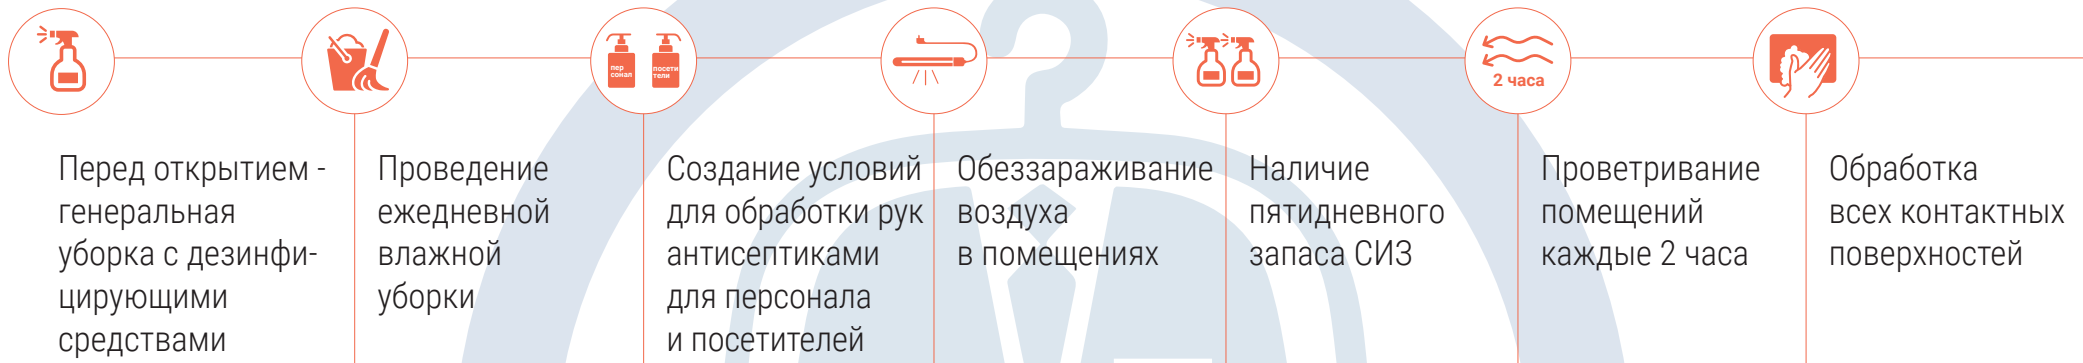 пер
сонал
посети
тели
2 часа
Перед открытием -
генеральная
уборка с дезинфи-
цирующими
средствами
Проведение
ежедневной
влажной
уборки
Создание условий
для обработки рук
антисептиками
для персонала
и посетителей
Обеззараживание
воздуха
в помещениях
Наличие
пятидневного
запаса СИЗ
Проветривание
помещений
каждые 2 часа
Обработка
всех контактных
поверхностей